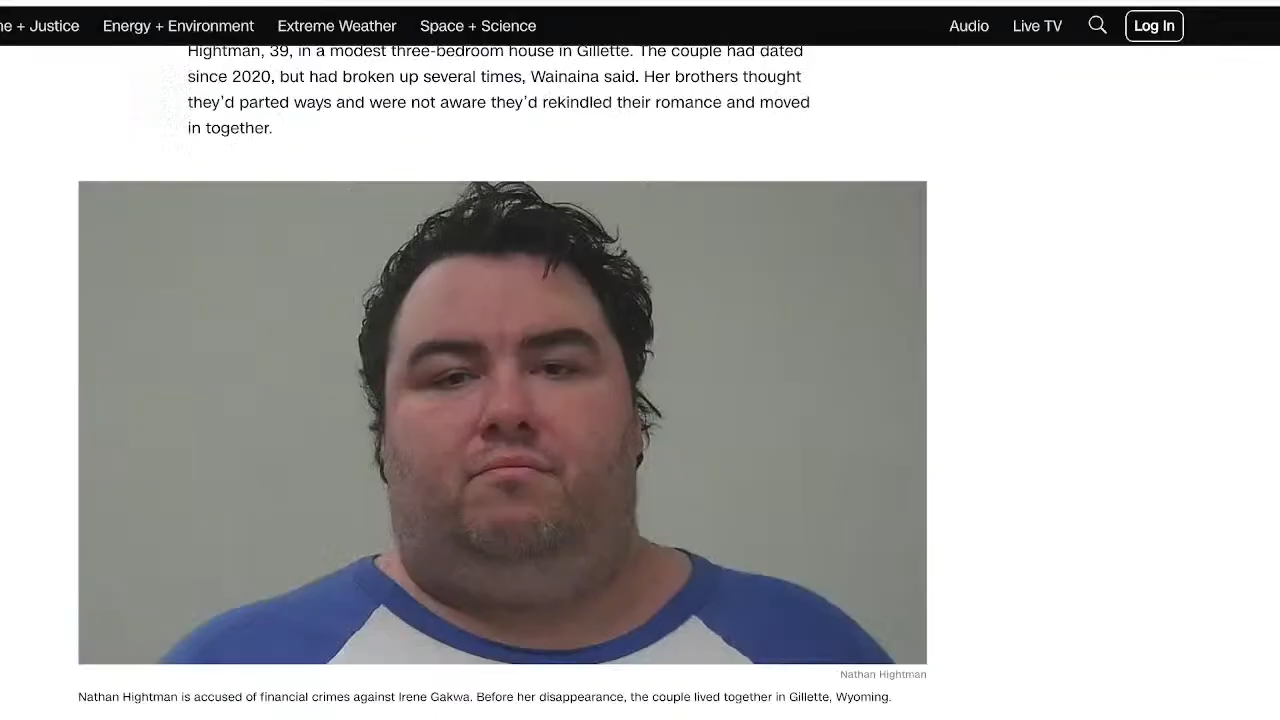 ne + Justice Energy + Environment Extreme Weather Space + Science Audio Live TV Log In
Hightman, 39, in a modest three-bedroom house in Gillette. The couple had dated
since 2020, but had broken up several times, Wainaina said. Her brothers thought
they'd parted ways and were not aware they'd rekindled their romance and moved
in together.
Nathan Hightman
Nathan Hightman is accused of financial crimes against Irene Gakwa. Before her disappearance, the couple lived together in Gillette, Wyoming.